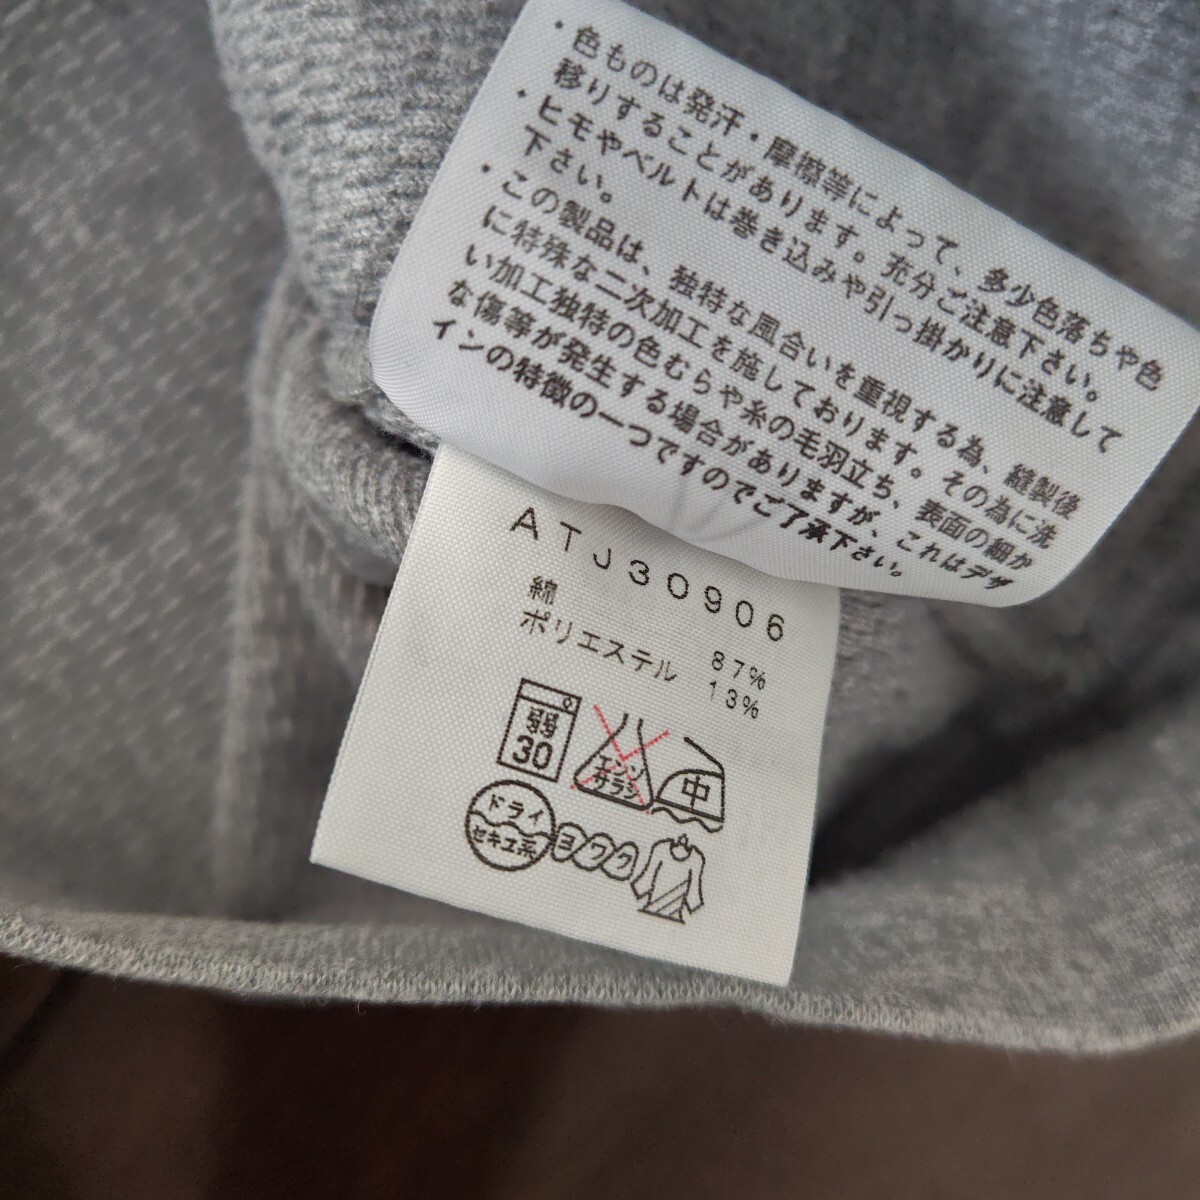 ・色ものは発汗・摩擦等によって、多少色落ちや色
移りすることがあります。充分ご注意下さい。
・ヒモやベルトは巻き込みや引っ掛かりに注意して
下さい。
・この製品は、独特な風合いを重視する為、縫製後
に特殊な二次加工を施しております。その為に洗
い加工独特の色むらや糸の毛羽立ち、表面の細か
な傷等が発生する場合がありますが、これはデザ
インの特徴の一つですのでご了承下さい。
ATJ30906
綿 87%
ポリエステル 13%
弱
30
エンソ
サラシ
中
ドライ
セキユ系
ヨワク